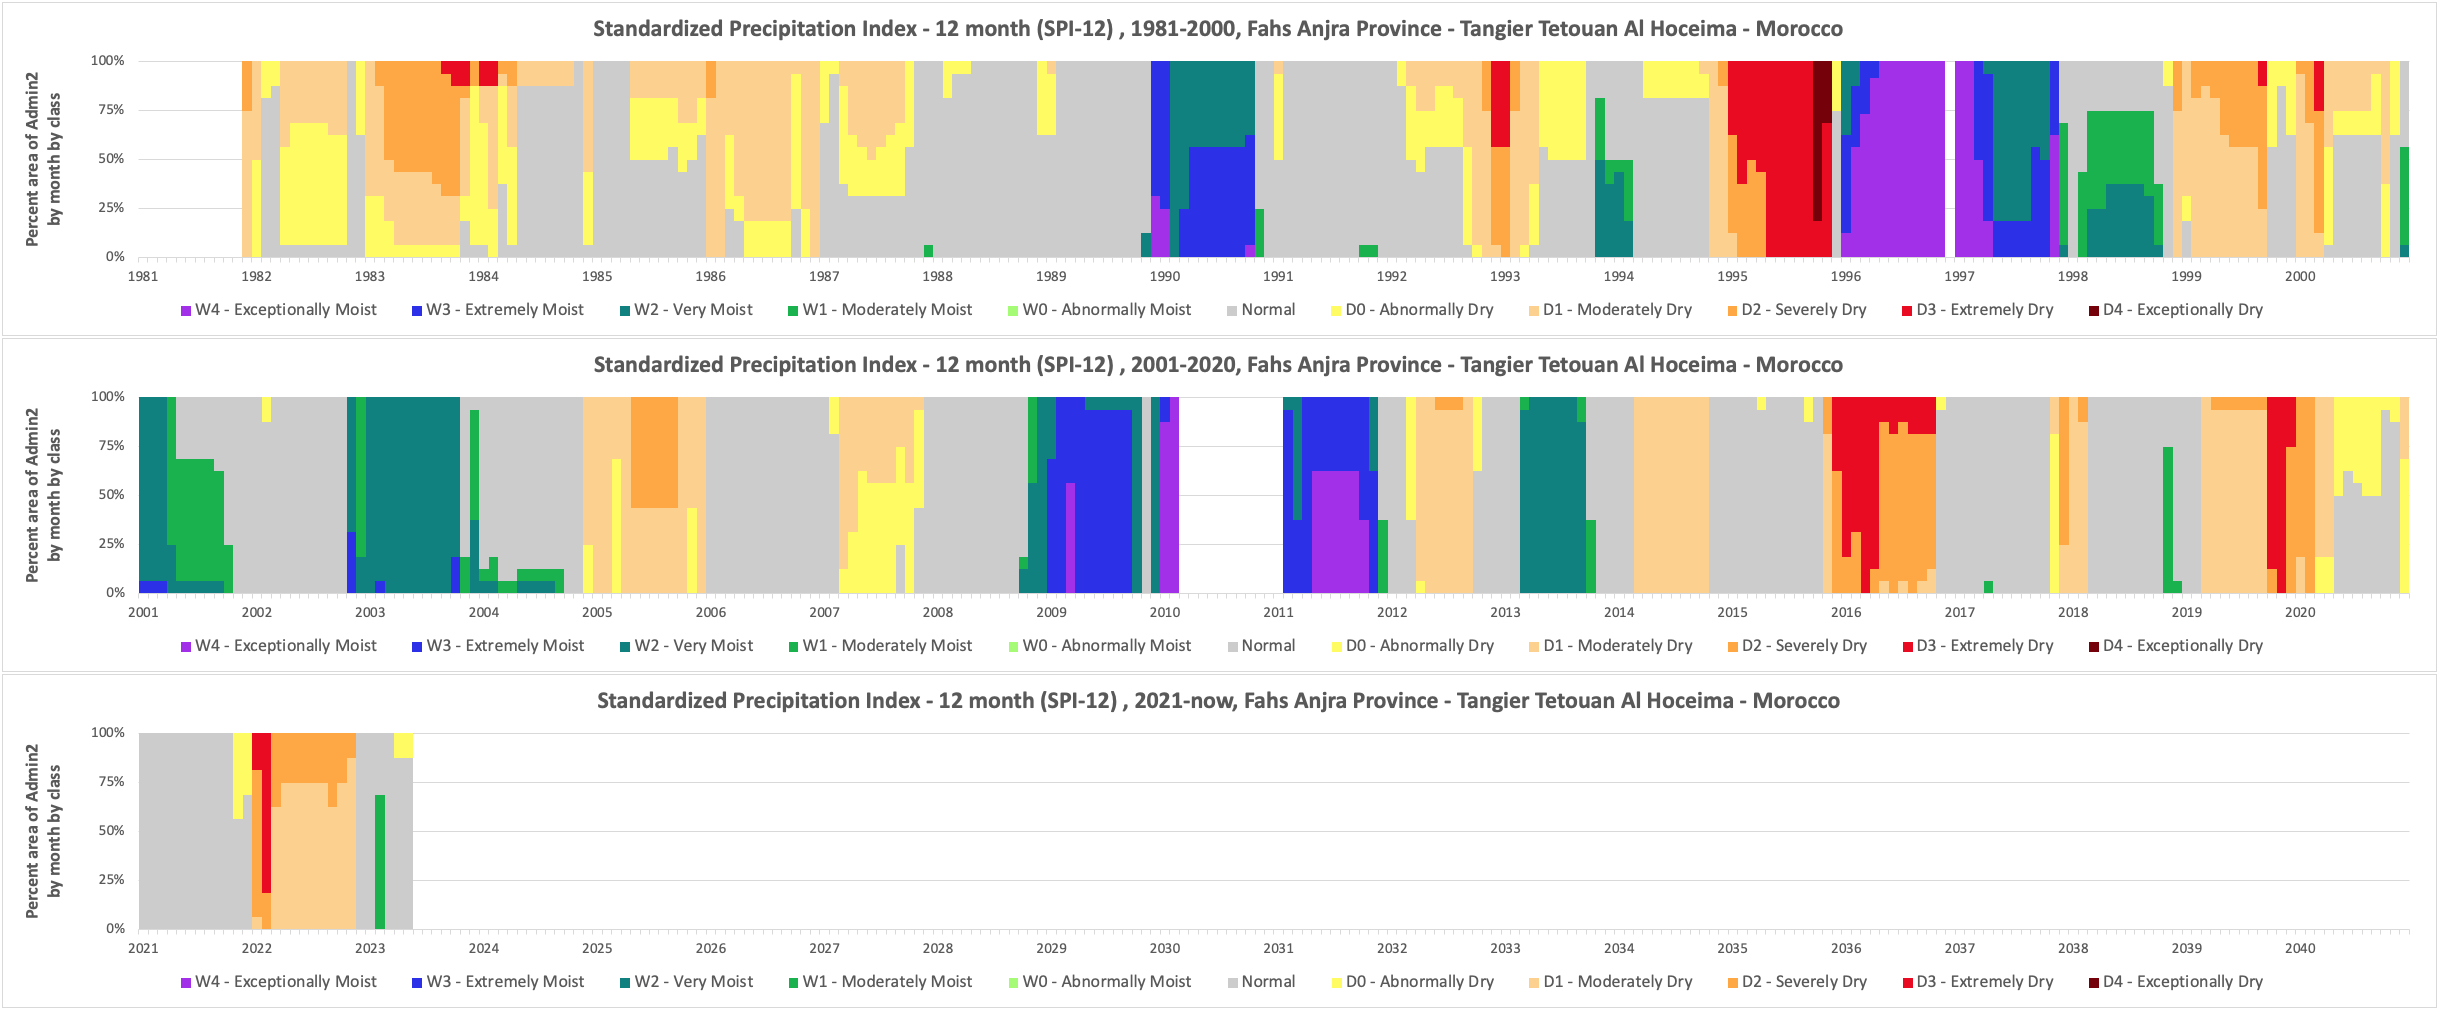 Standardized Precipitation Index - 12 month (SPI-12) , 1981-2000, Fahs Anjra Province - Tangier Tetouan Al Hoceima - Morocco
Percent area of Admin2
by month by class
100%
75%
50%
25%
0%
1981 1982 1983 1984 1985 1986 1987 1988 1989 1990 1991 1992 1993 1994 1995 1996 1997 1998 1999 2000
W4 - Exceptionally Moist W3 - Extremely Moist W2 - Very Moist W1 - Moderately Moist W0 - Abnormally Moist Normal D0 - Abnormally Dry D1 - Moderately Dry D2 - Severely Dry D3 - Extremely Dry D4 - Exceptionally Dry
Standardized Precipitation Index - 12 month (SPI-12) , 2001-2020, Fahs Anjra Province - Tangier Tetouan Al Hoceima - Morocco
Percent area of Admin2
by month by class
100%
75%
50%
25%
0%
2001 2002 2003 2004 2005 2006 2007 2008 2009 2010 2011 2012 2013 2014 2015 2016 2017 2018 2019 2020
W4 - Exceptionally Moist W3 - Extremely Moist W2 - Very Moist W1 - Moderately Moist W0 - Abnormally Moist Normal D0 - Abnormally Dry D1 - Moderately Dry D2 - Severely Dry D3 - Extremely Dry D4 - Exceptionally Dry
Standardized Precipitation Index - 12 month (SPI-12) , 2021-now, Fahs Anjra Province - Tangier Tetouan Al Hoceima - Morocco
Percent area of Admin2
by month by class
100%
75%
50%
25%
0%
2021 2022 2023 2024 2025 2026 2027 2028 2029 2030 2031 2032 2033 2034 2035 2036 2037 2038 2039 2040
W4 - Exceptionally Moist W3 - Extremely Moist W2 - Very Moist W1 - Moderately Moist W0 - Abnormally Moist Normal D0 - Abnormally Dry D1 - Moderately Dry D2 - Severely Dry D3 - Extremely Dry D4 - Exceptionally Dry